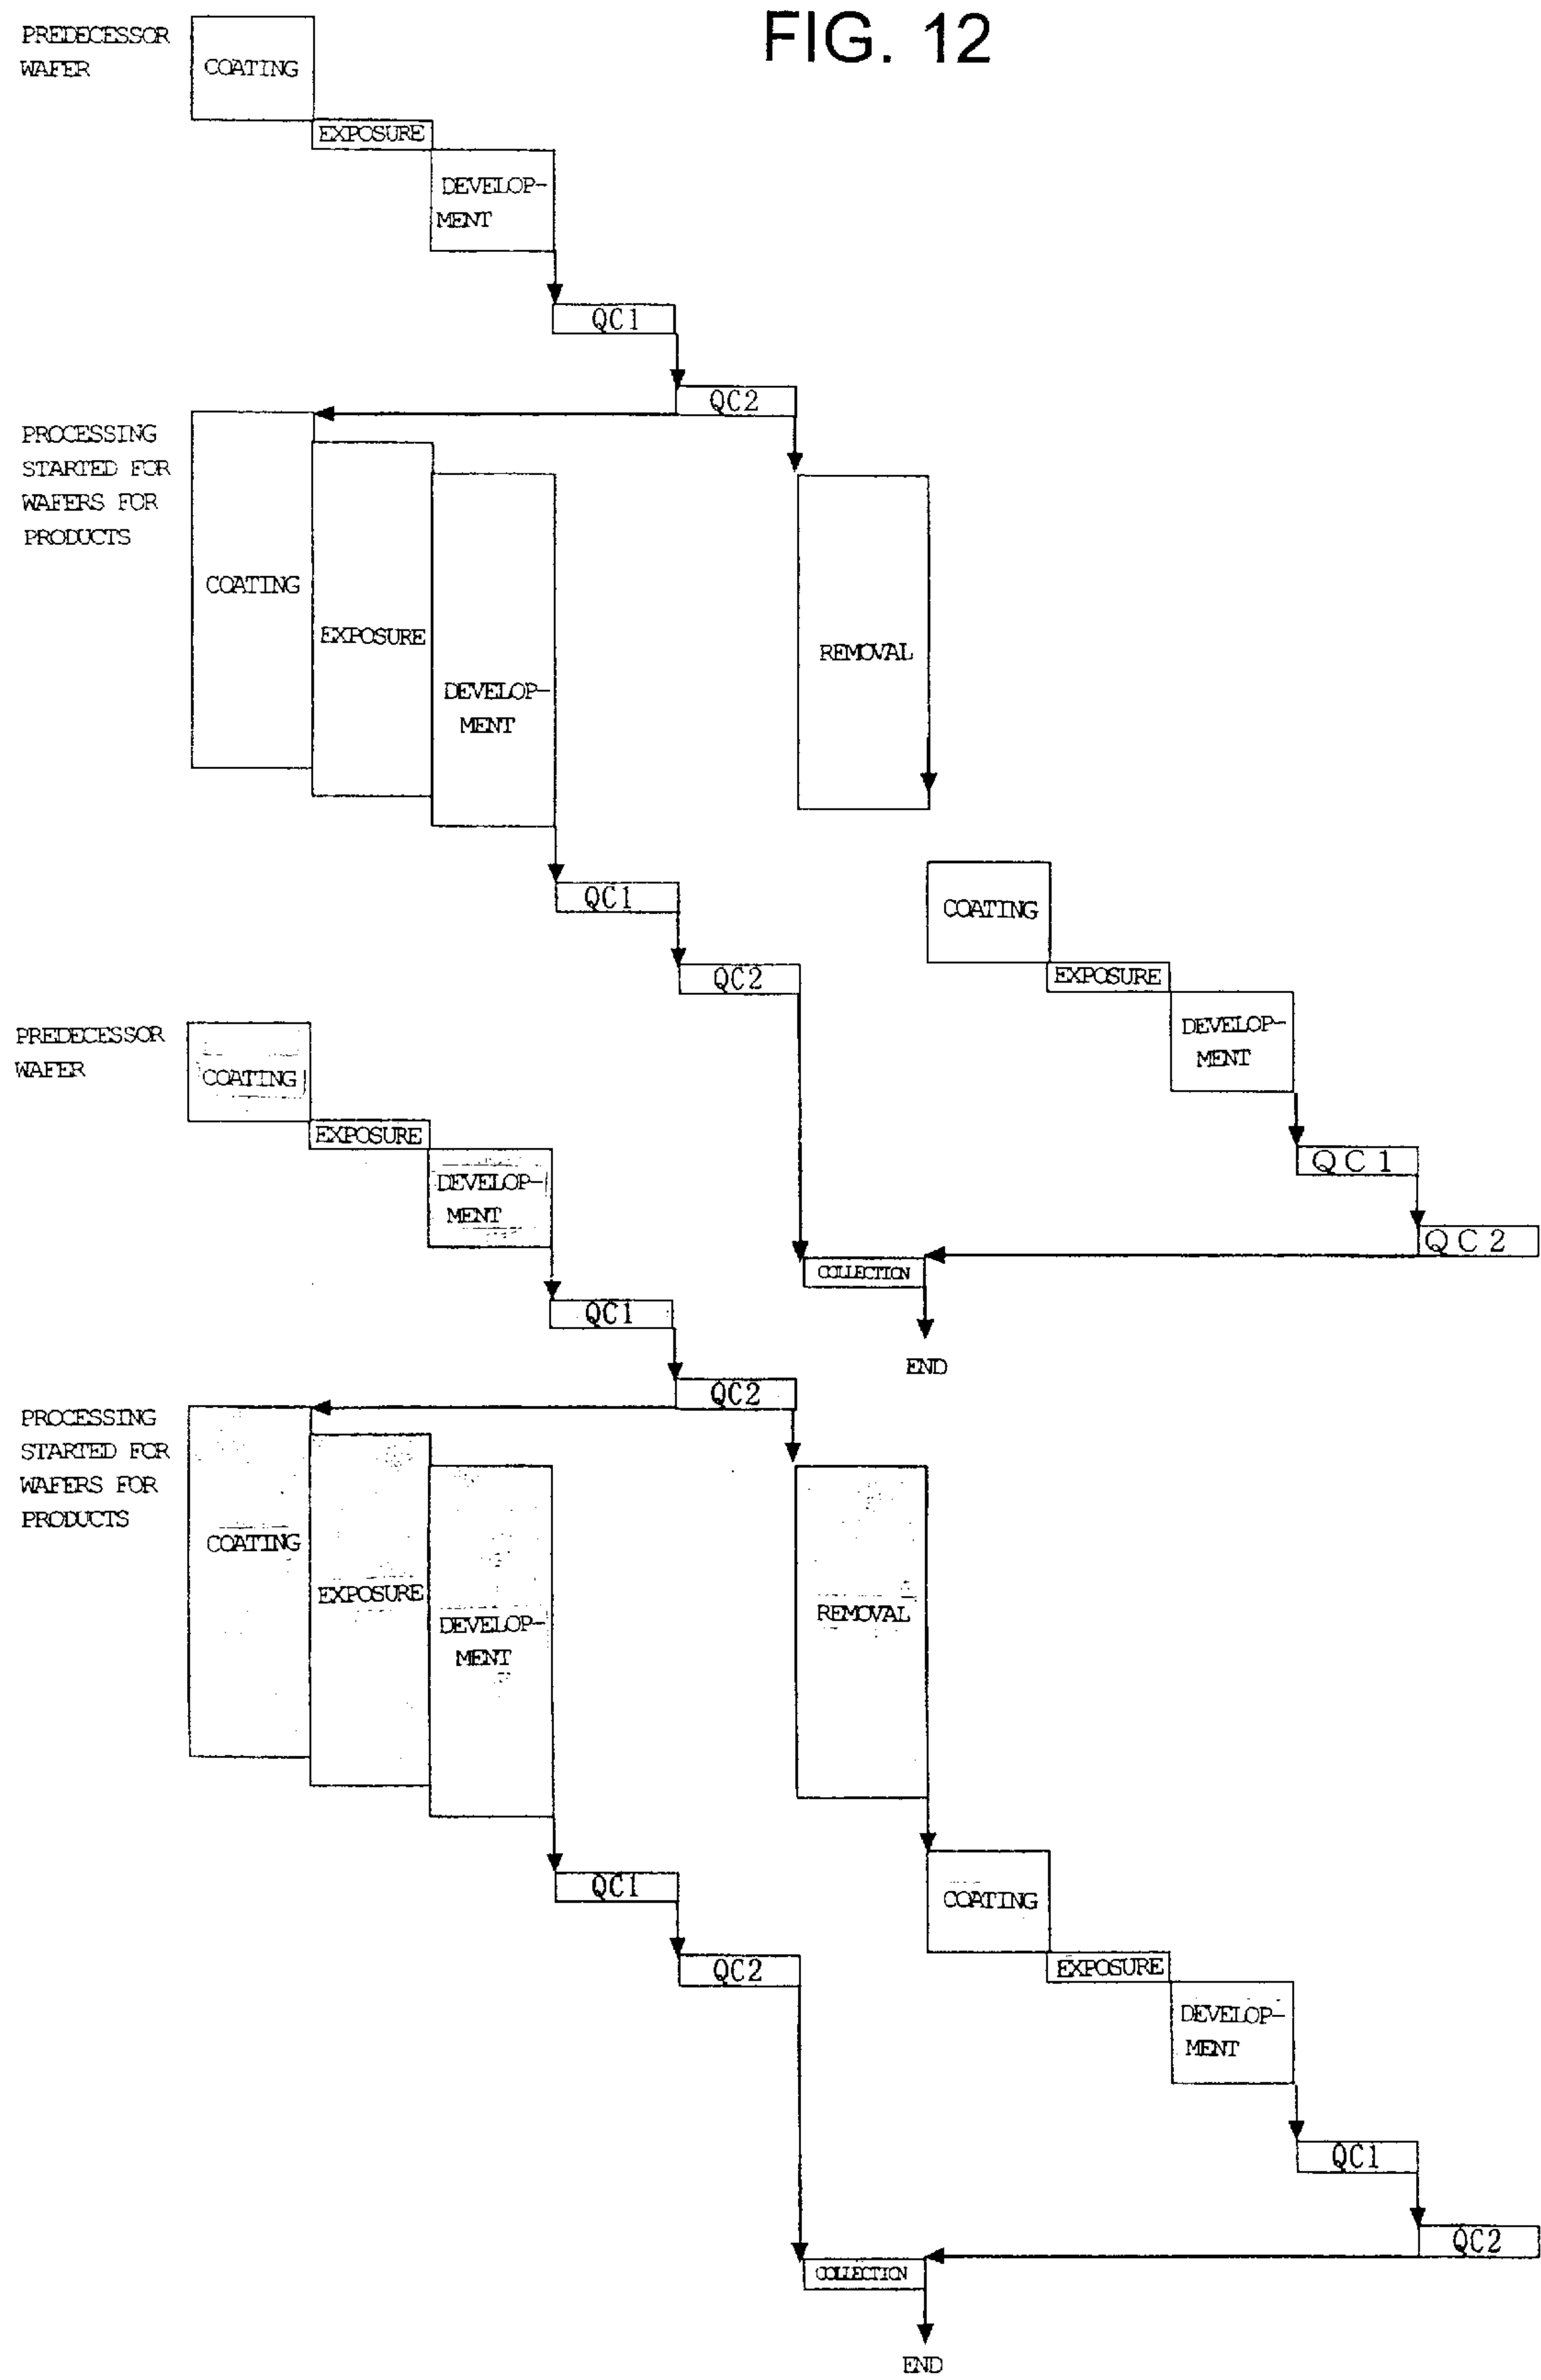 FIG. 12
PREDECESSOR
WAFER
COATING
EXPOSURE
DEVELOP-
MENT
QC1
QC2
PROCESSING
STARTED FOR
WAFERS FOR
PRODUCTS
COATING
EXPOSURE
DEVELOP-
MENT
REMOVAL
QC1
QC2
COATING
EXPOSURE
DEVELOP-
MENT
QC1
QC2
COLLECTION
END
PREDECESSOR
WAFER
COATING
EXPOSURE
DEVELOP-
MENT
QC1
QC2
PROCESSING
STARTED FOR
WAFERS FOR
PRODUCTS
COATING
EXPOSURE
DEVELOP-
MENT
REMOVAL
QC1
QC2
COATING
EXPOSURE
DEVELOP-
MENT
QC1
QC2
COLLECTION
END